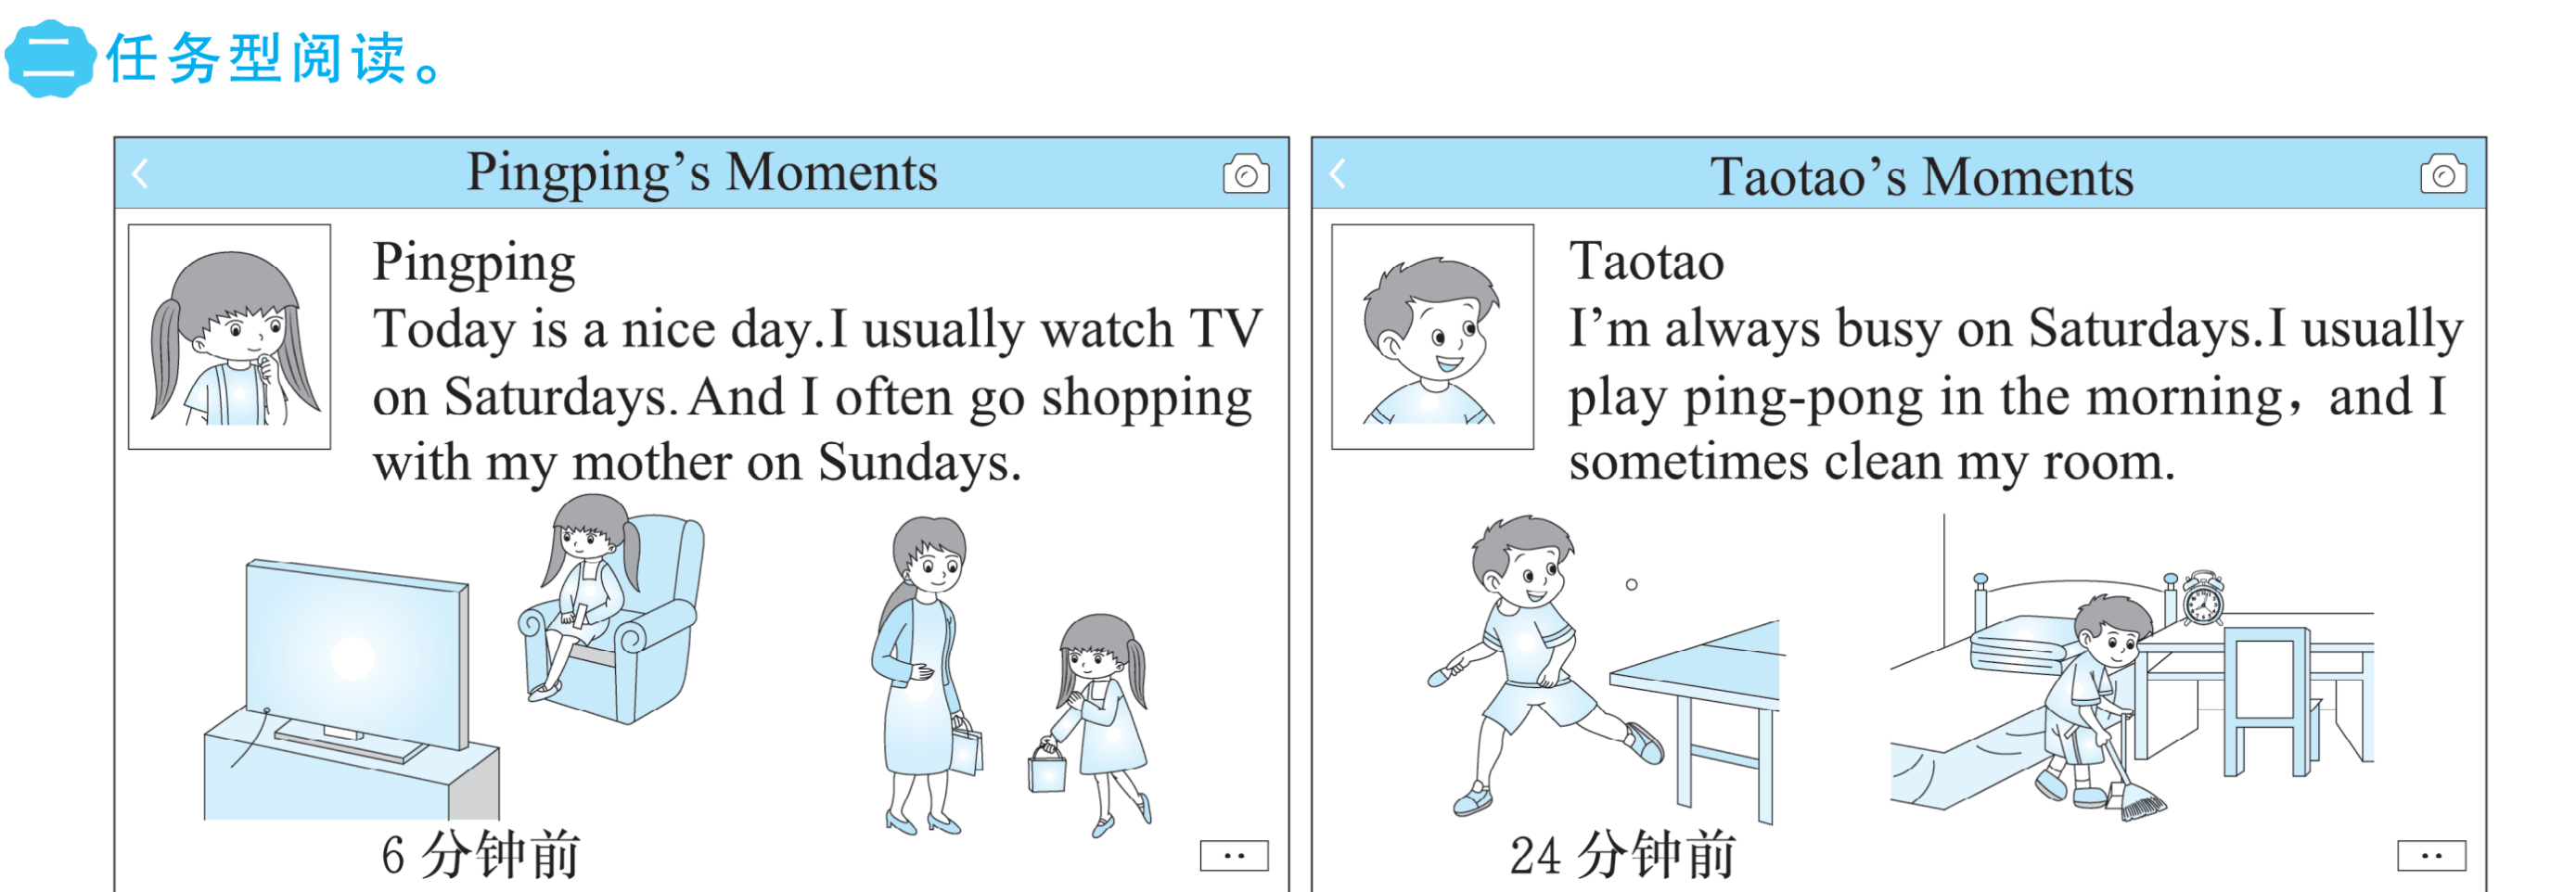 二 任务型阅读。
Pingping’s Moments
Pingping
Today is a nice day.I usually watch TV
on Saturdays. And I often go shopping
with my mother on Sundays.
6 分钟前
Taotao’s Moments
Taotao
I’m always busy on Saturdays.I usually
play ping-pong in the morning，and I
sometimes clean my room.
24 分钟前